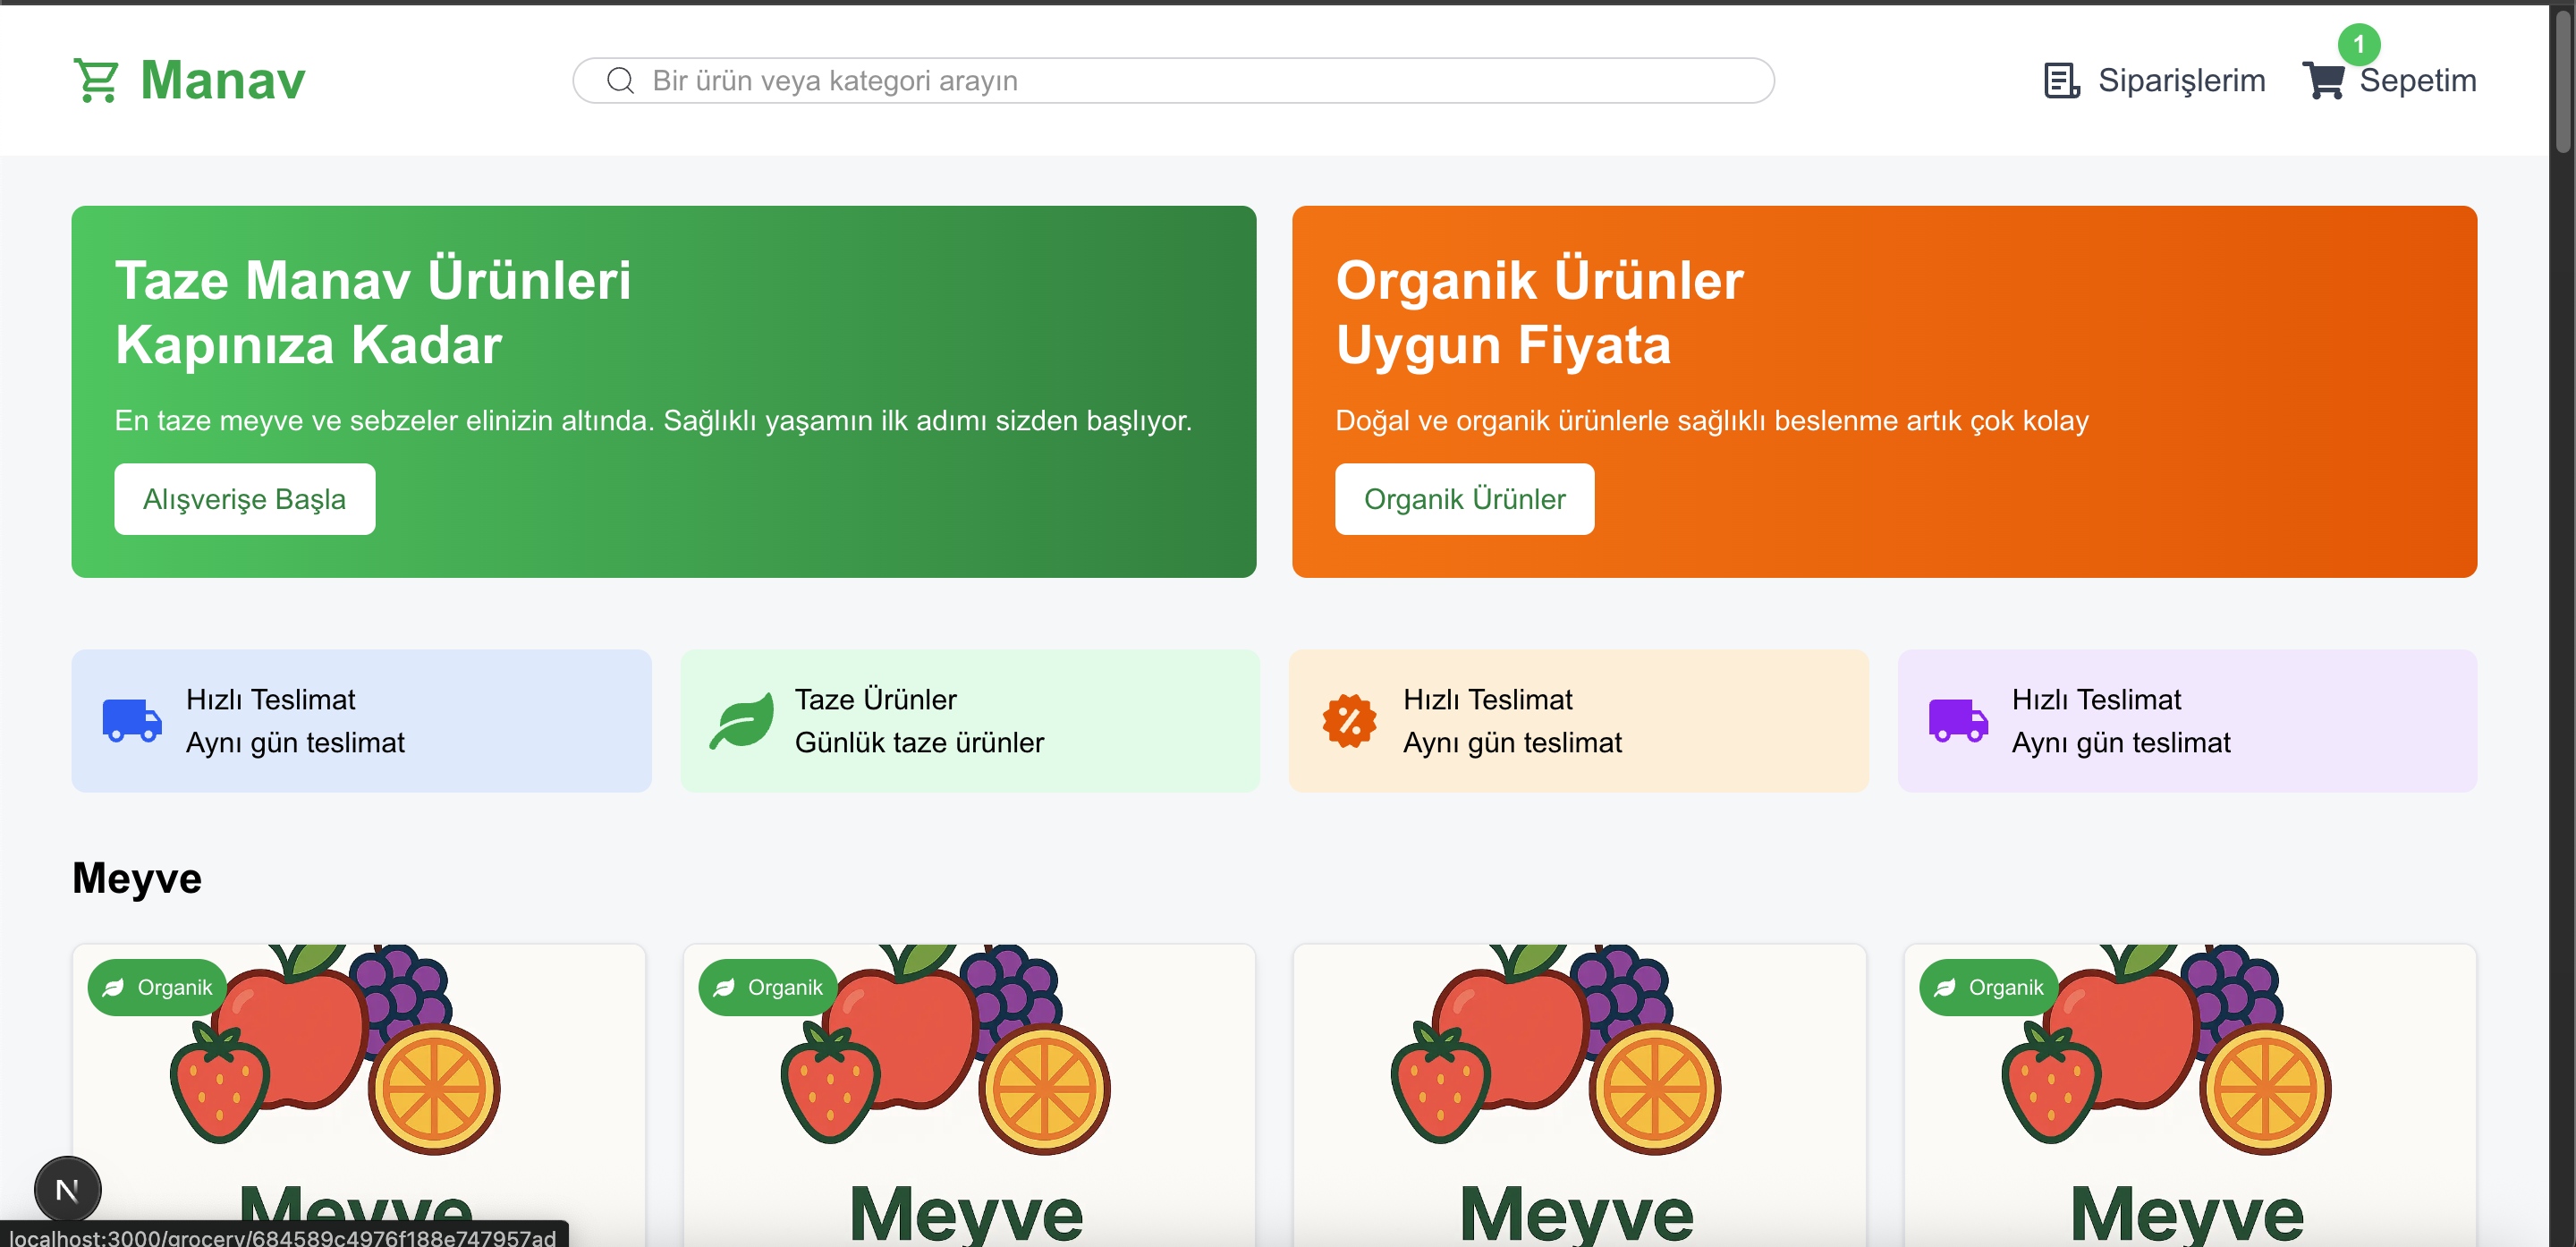 Manav
Bir ürün veya kategori arayın
Siparişlerim
1
Sepetim
Taze Manav Ürünleri
Kapınıza Kadar
En taze meyve ve sebzeler elinizin altında. Sağlıklı yaşamın ilk adımı sizden başlıyor.
Alışverişe Başla
Organik Ürünler
Uygun Fiyata
Doğal ve organik ürünlerle sağlıklı beslenme artık çok kolay
Organik Ürünler
Hızlı Teslimat
Aynı gün teslimat
Taze Ürünler
Günlük taze ürünler
Hızlı Teslimat
Aynı gün teslimat
Hızlı Teslimat
Aynı gün teslimat
Meyve
Organik
Organik
Organik
Meyve
Meyve
Meyve
Meyve
N
localhost:3000/grocery/684589c4976f188e747957ad